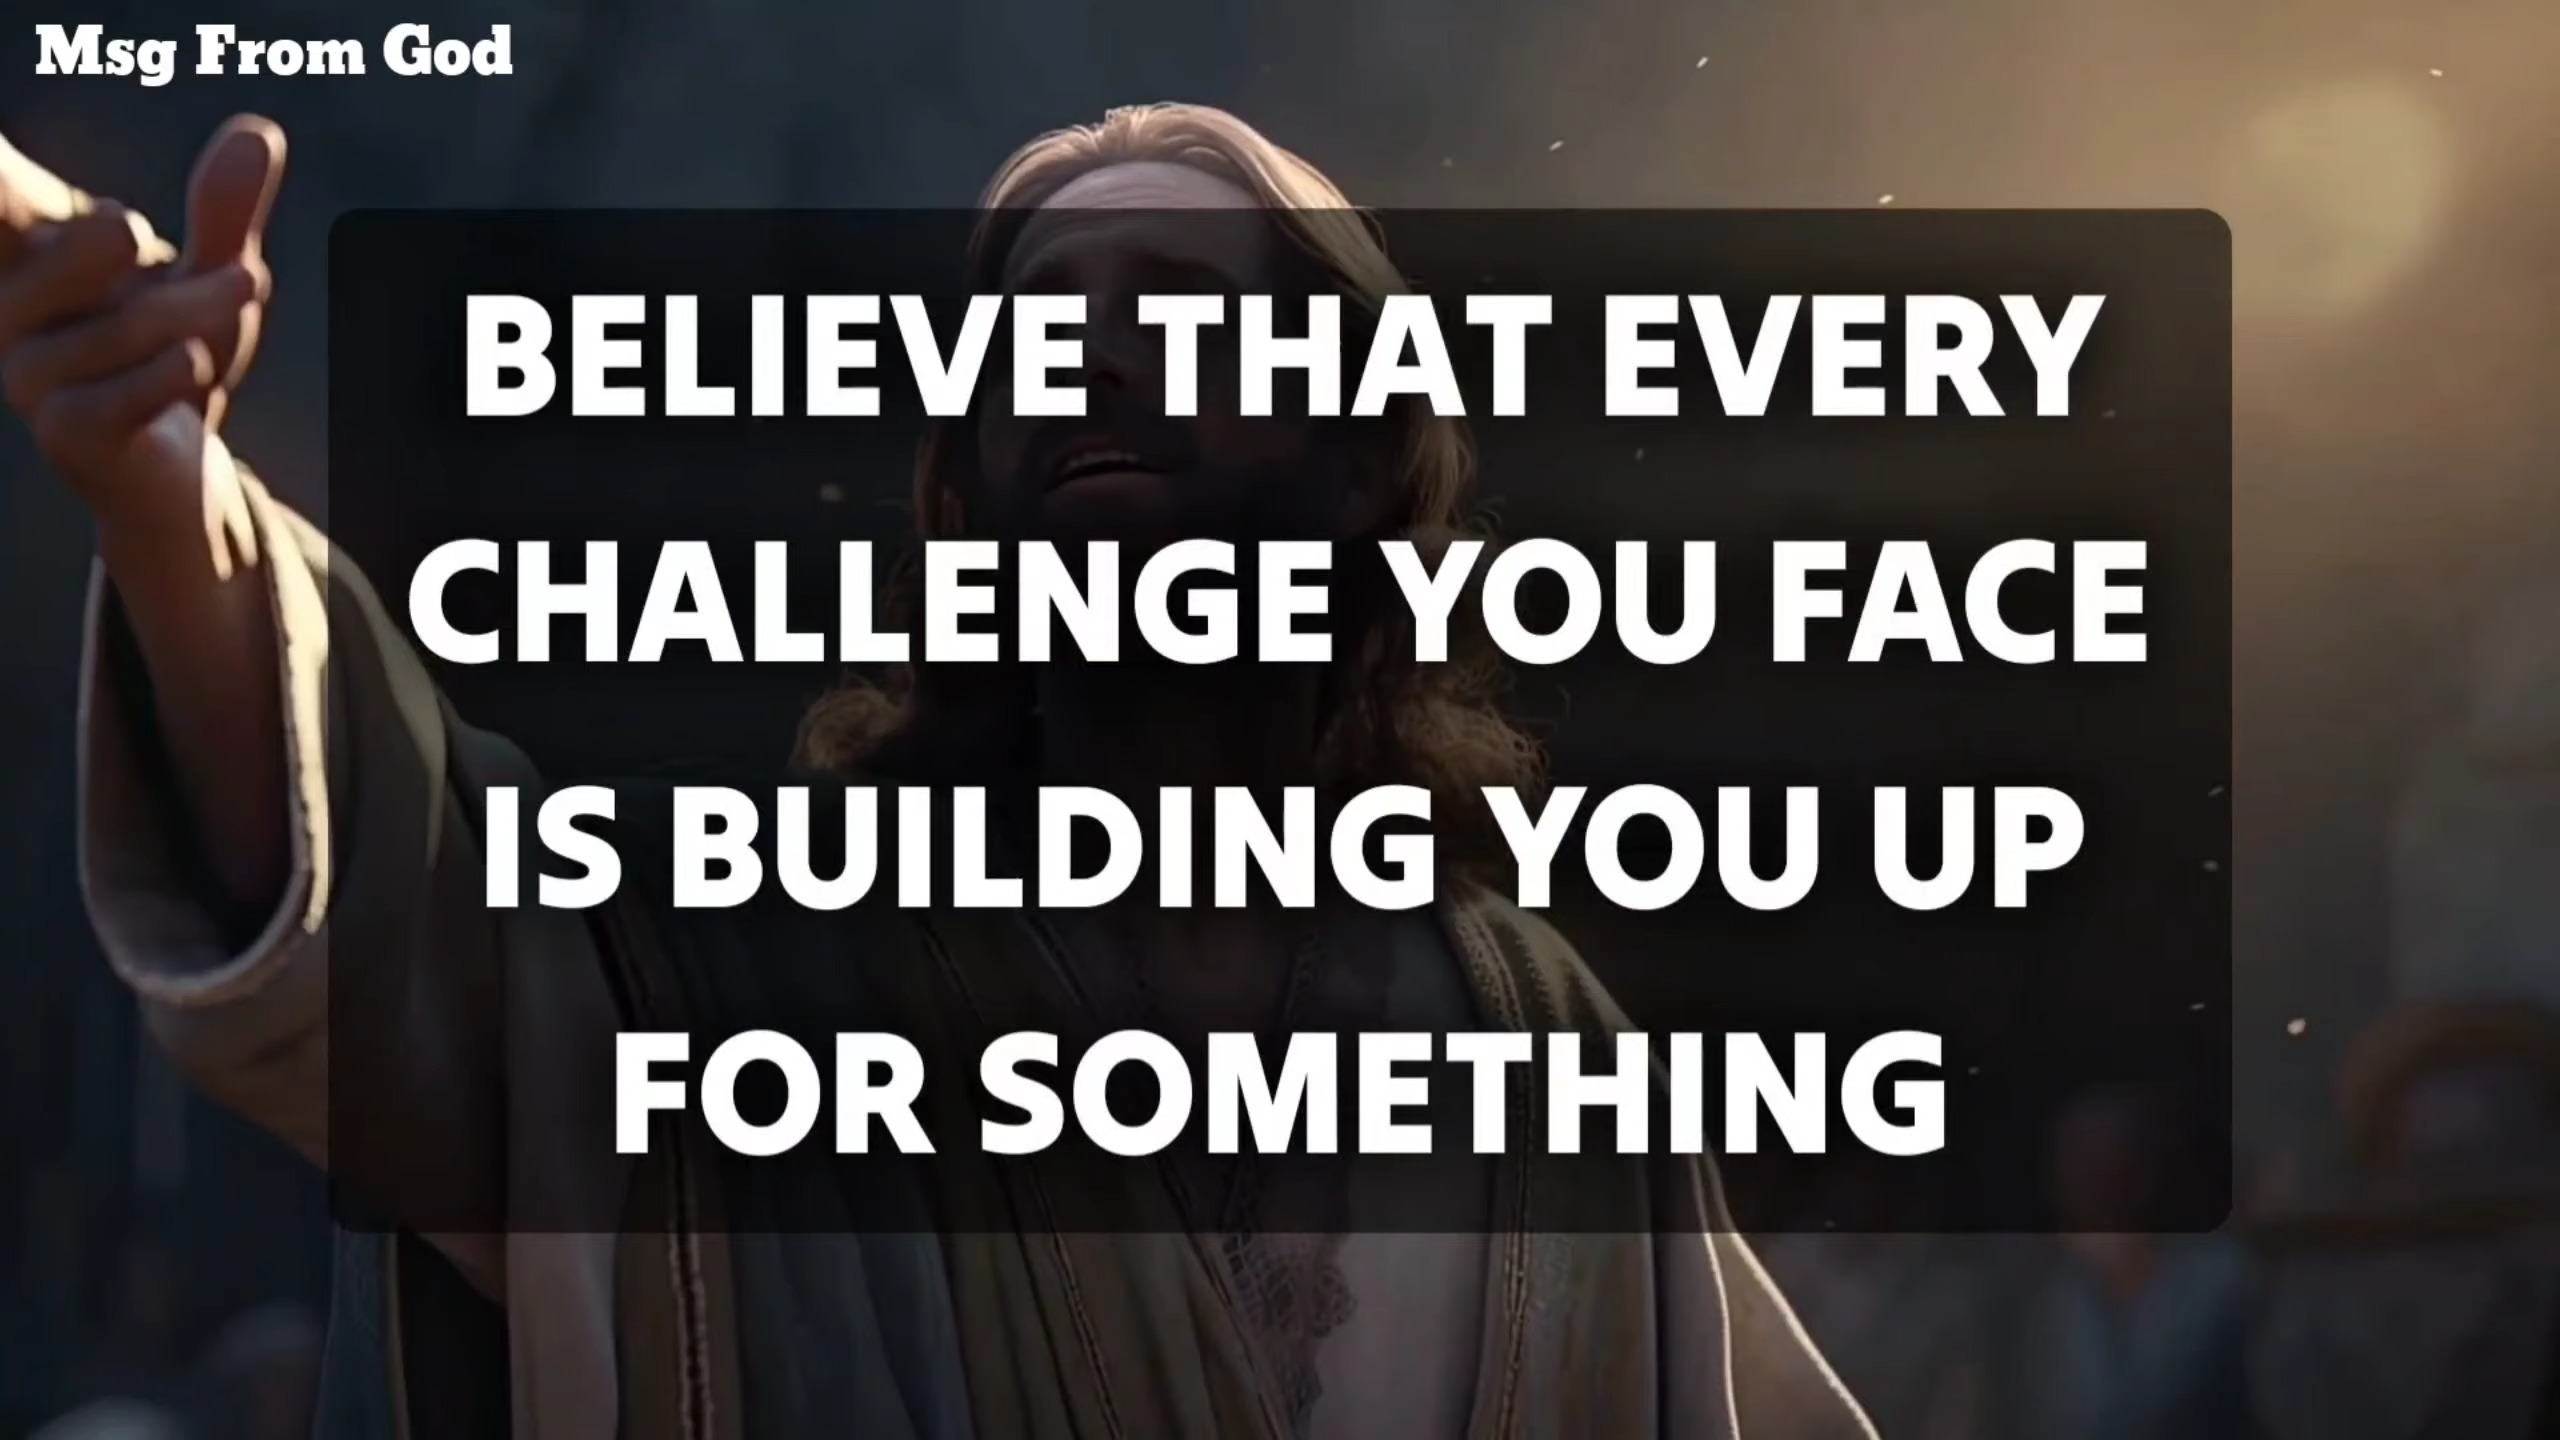 Msg From God
BELIEVE THAT EVERY
CHALLENGE YOU FACE
IS BUILDING YOU UP
FOR SOMETHING